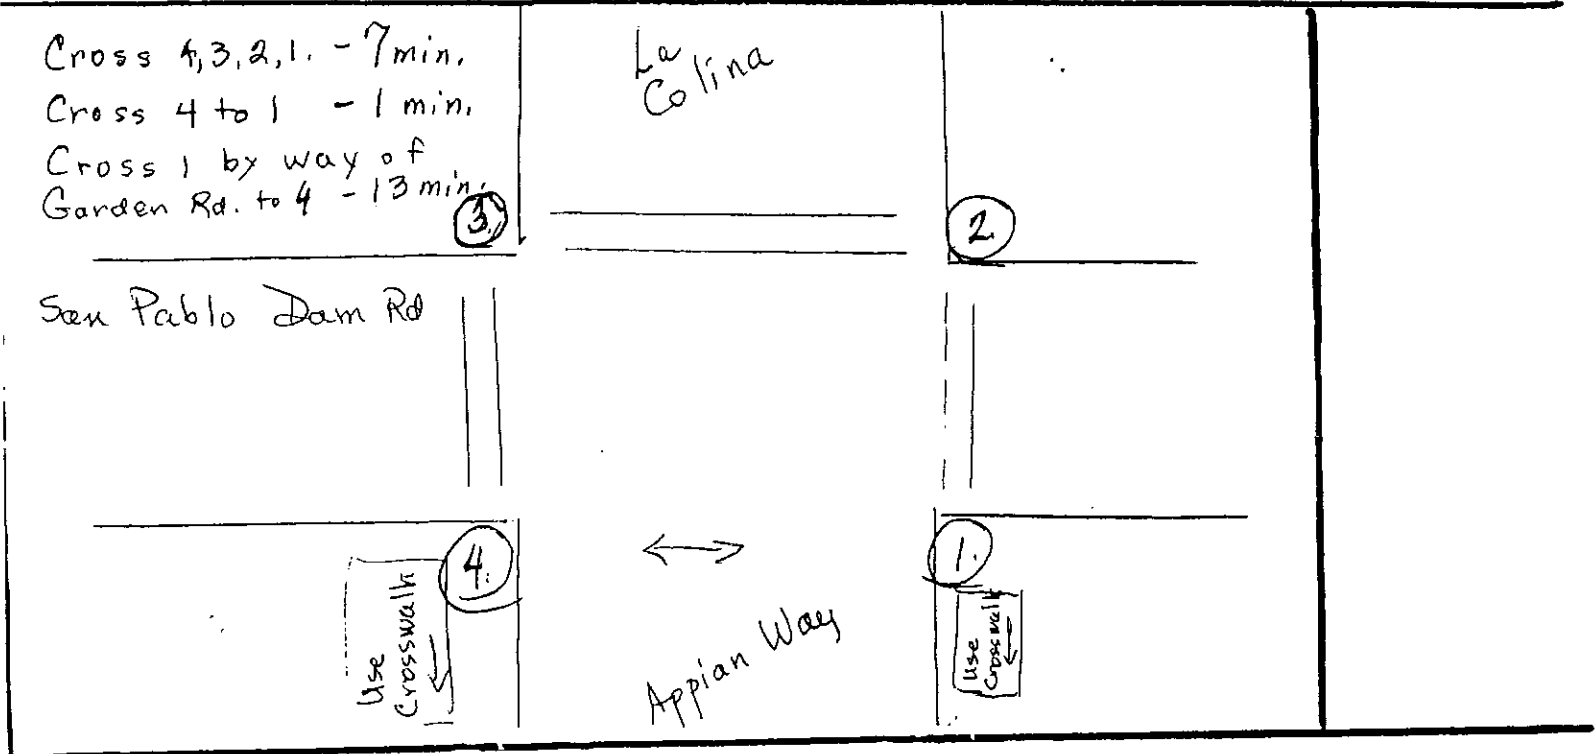 Cross 4,3,2,1. - 7 min.
Cross 4 to 1 - 1 min.
Cross 1 by way of
Garden Rd. to 4 - 13 min.
La
Colina
3.
2.
San Pablo Dam Rd
4.
1.
Use
Crosswalk
Use
Crosswalk
Appian Way